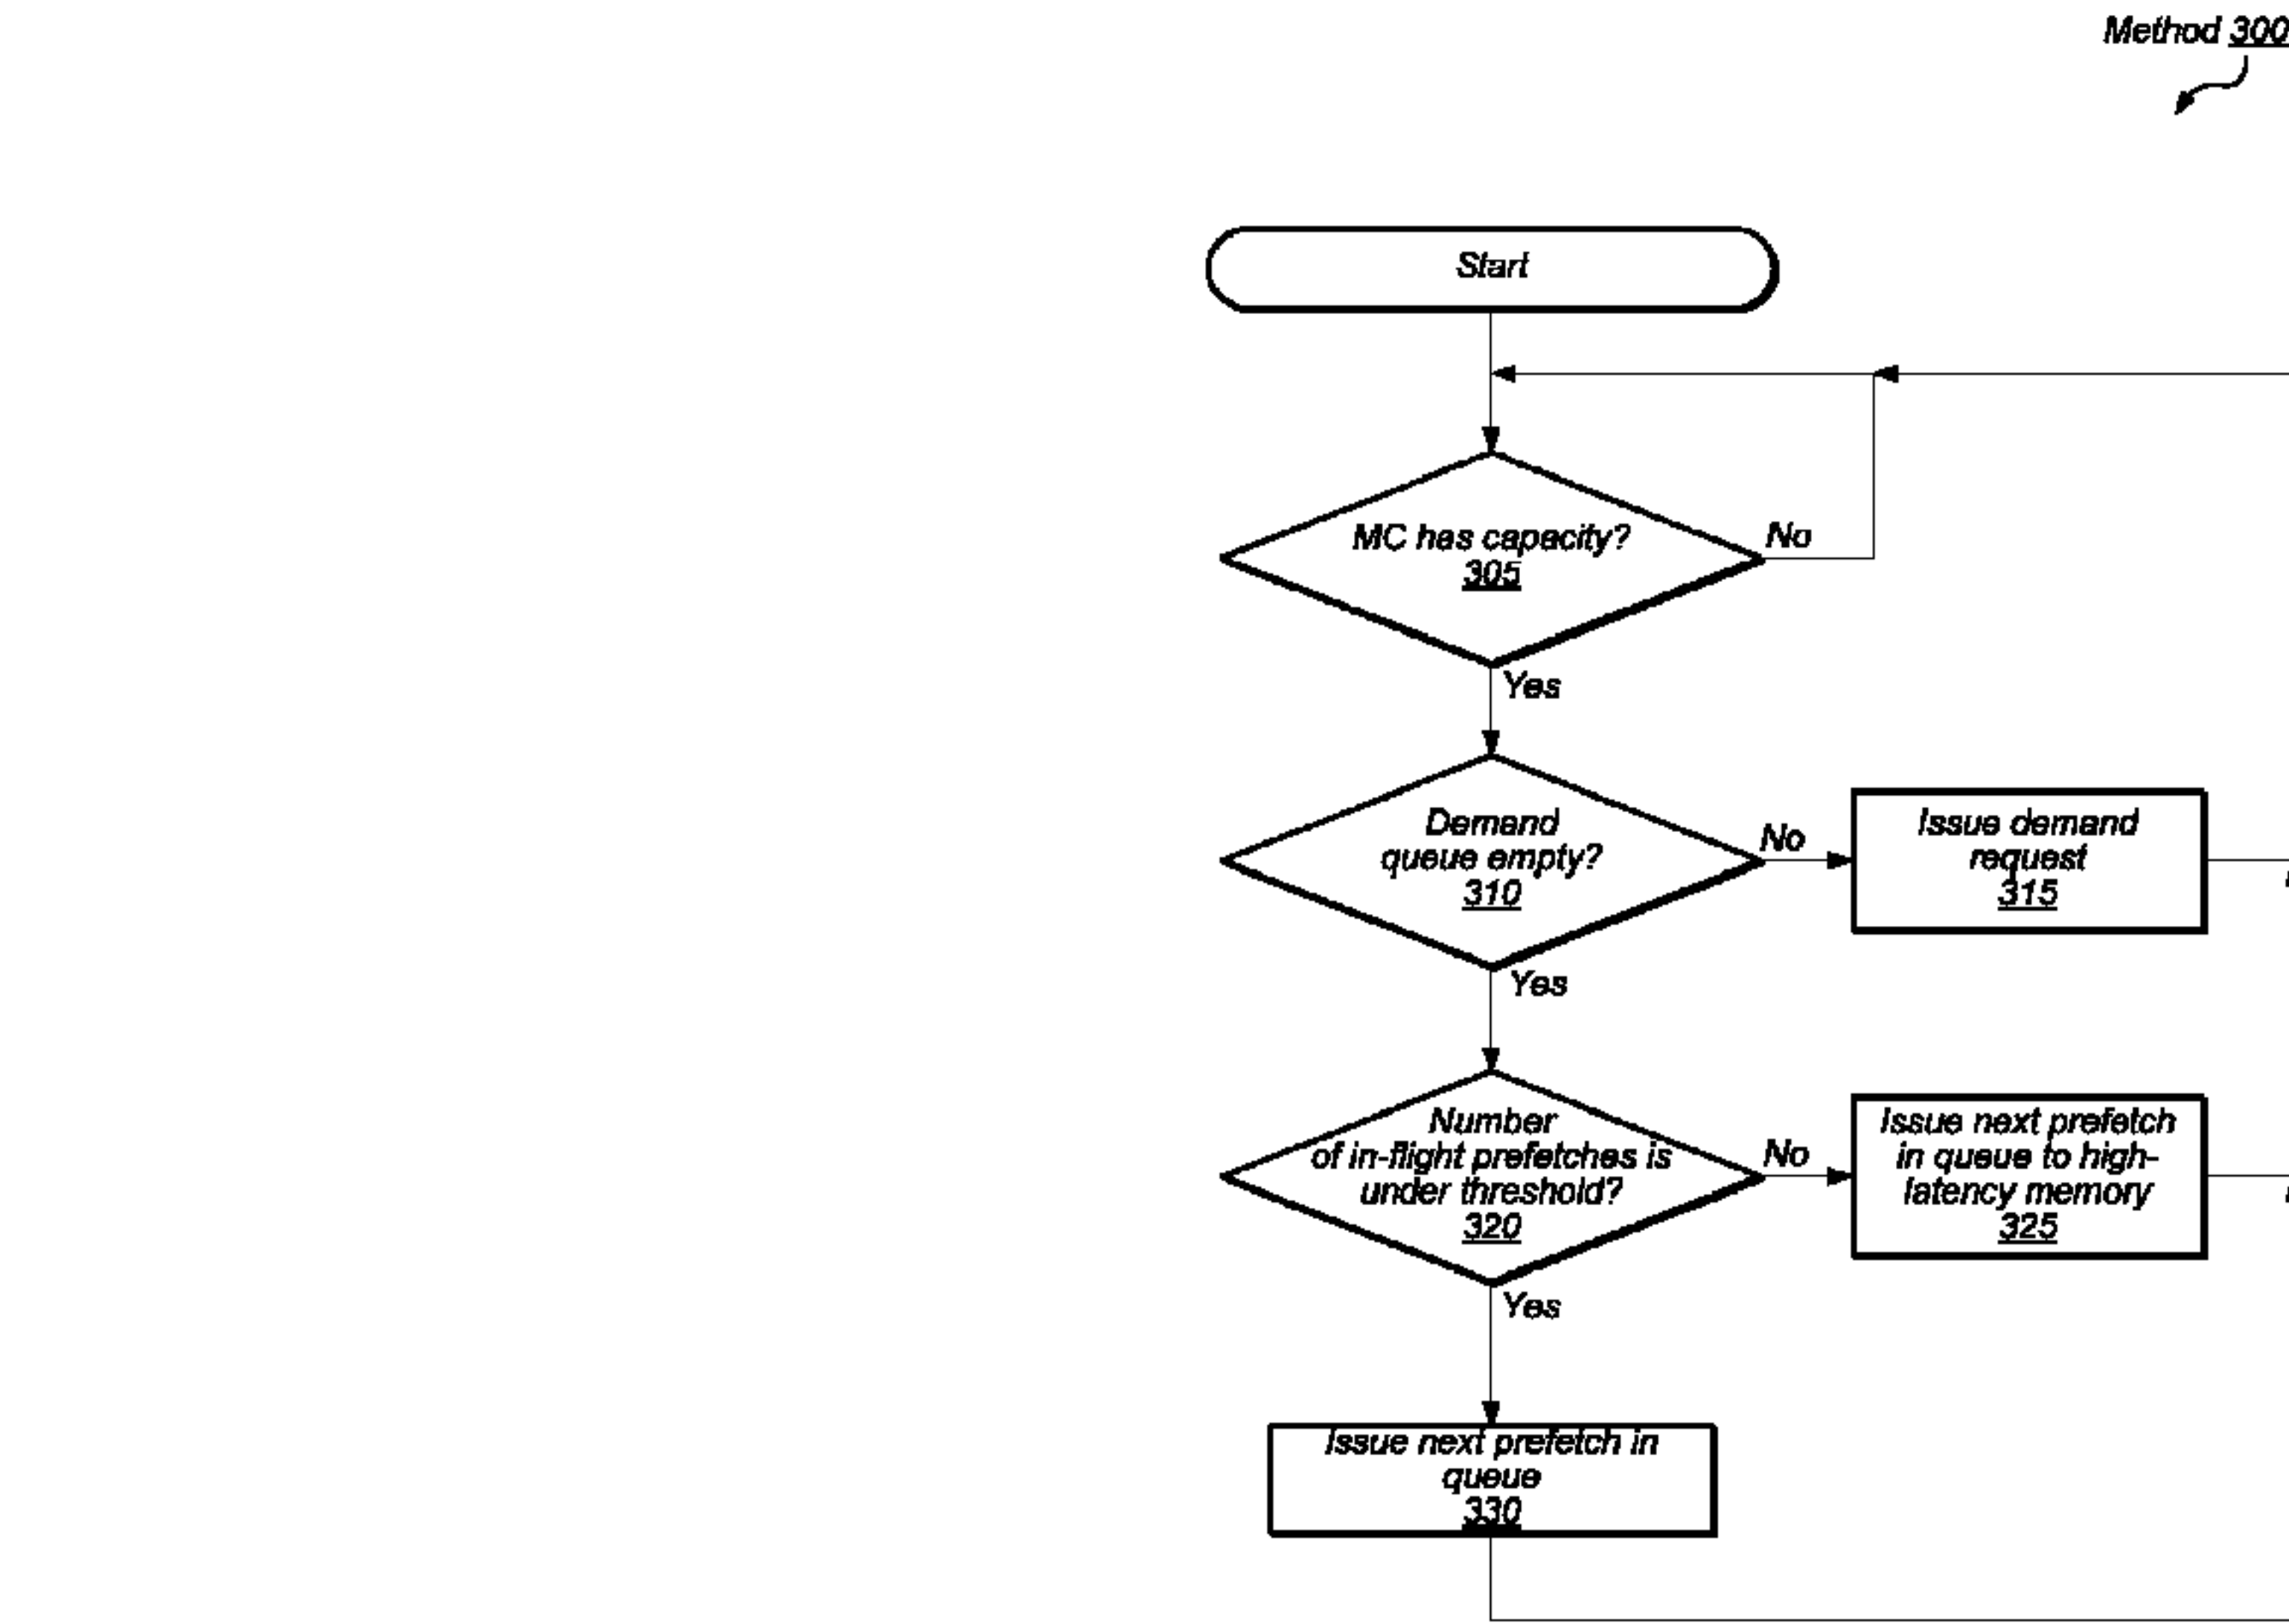 Method 300
Start
MC has capacity?
305
No
Yes
Demand
queue empty?
310
No
Issue demand
request
315
Yes
Number
of in-flight prefetches is
under threshold?
320
No
Issue next prefetch
in queue to high-
latency memory
325
Yes
Issue next prefetch in
queue
330